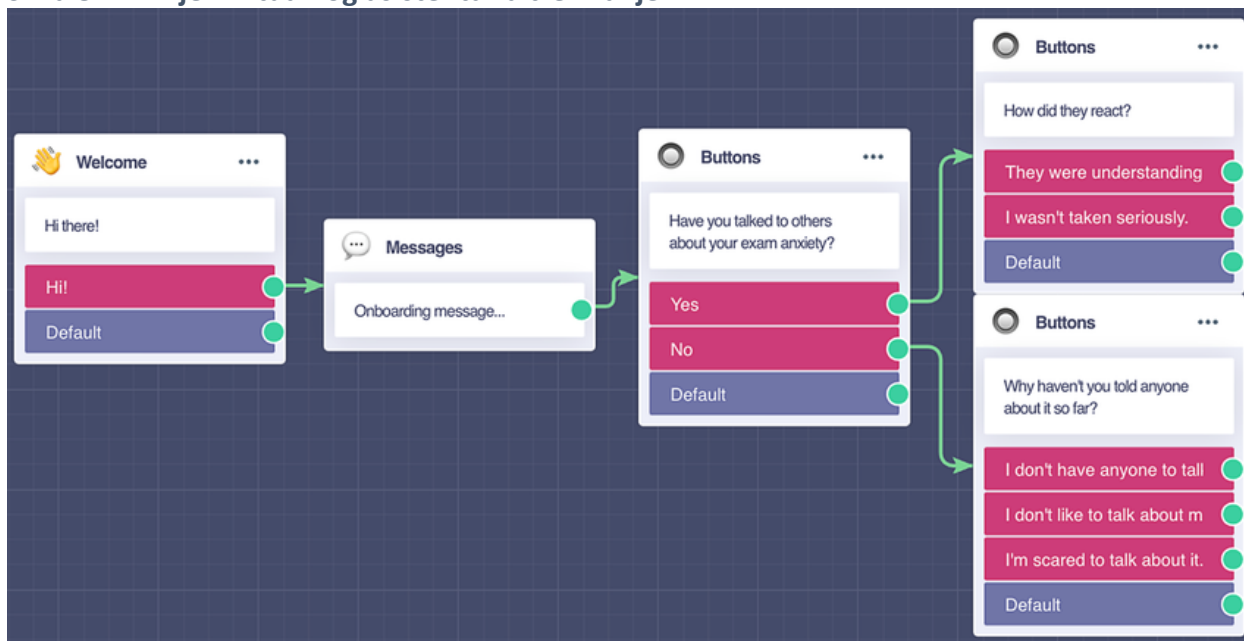 Welcome
Hi there!
Hi!
Default
Messages
Onboarding message...
Buttons
Have you talked to others
about your exam anxiety?
Yes
No
Default
Buttons
How did they react?
They were understanding
I wasn't taken seriously.
Default
Buttons
Why haven't you told anyone
about it so far?
I don't have anyone to tall
I don't like to talk about m
I'm scared to talk about it.
Default